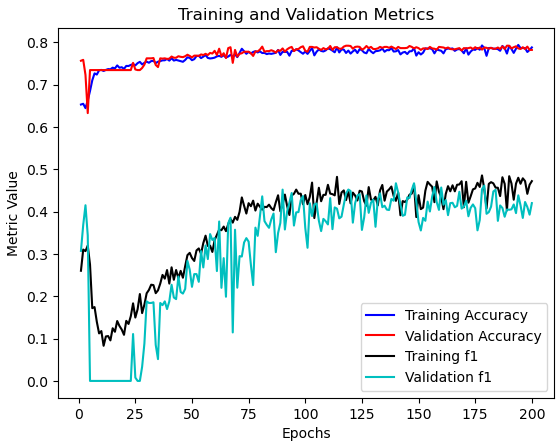 Training and Validation Metrics
Metric Value
0.8
0.7
0.6
0.5
0.4
0.3
0.2
0.1
0.0
Training Accuracy
Validation Accuracy
Training f1
Validation f1
0 25 50 75 100 125 150 175 200
Epochs